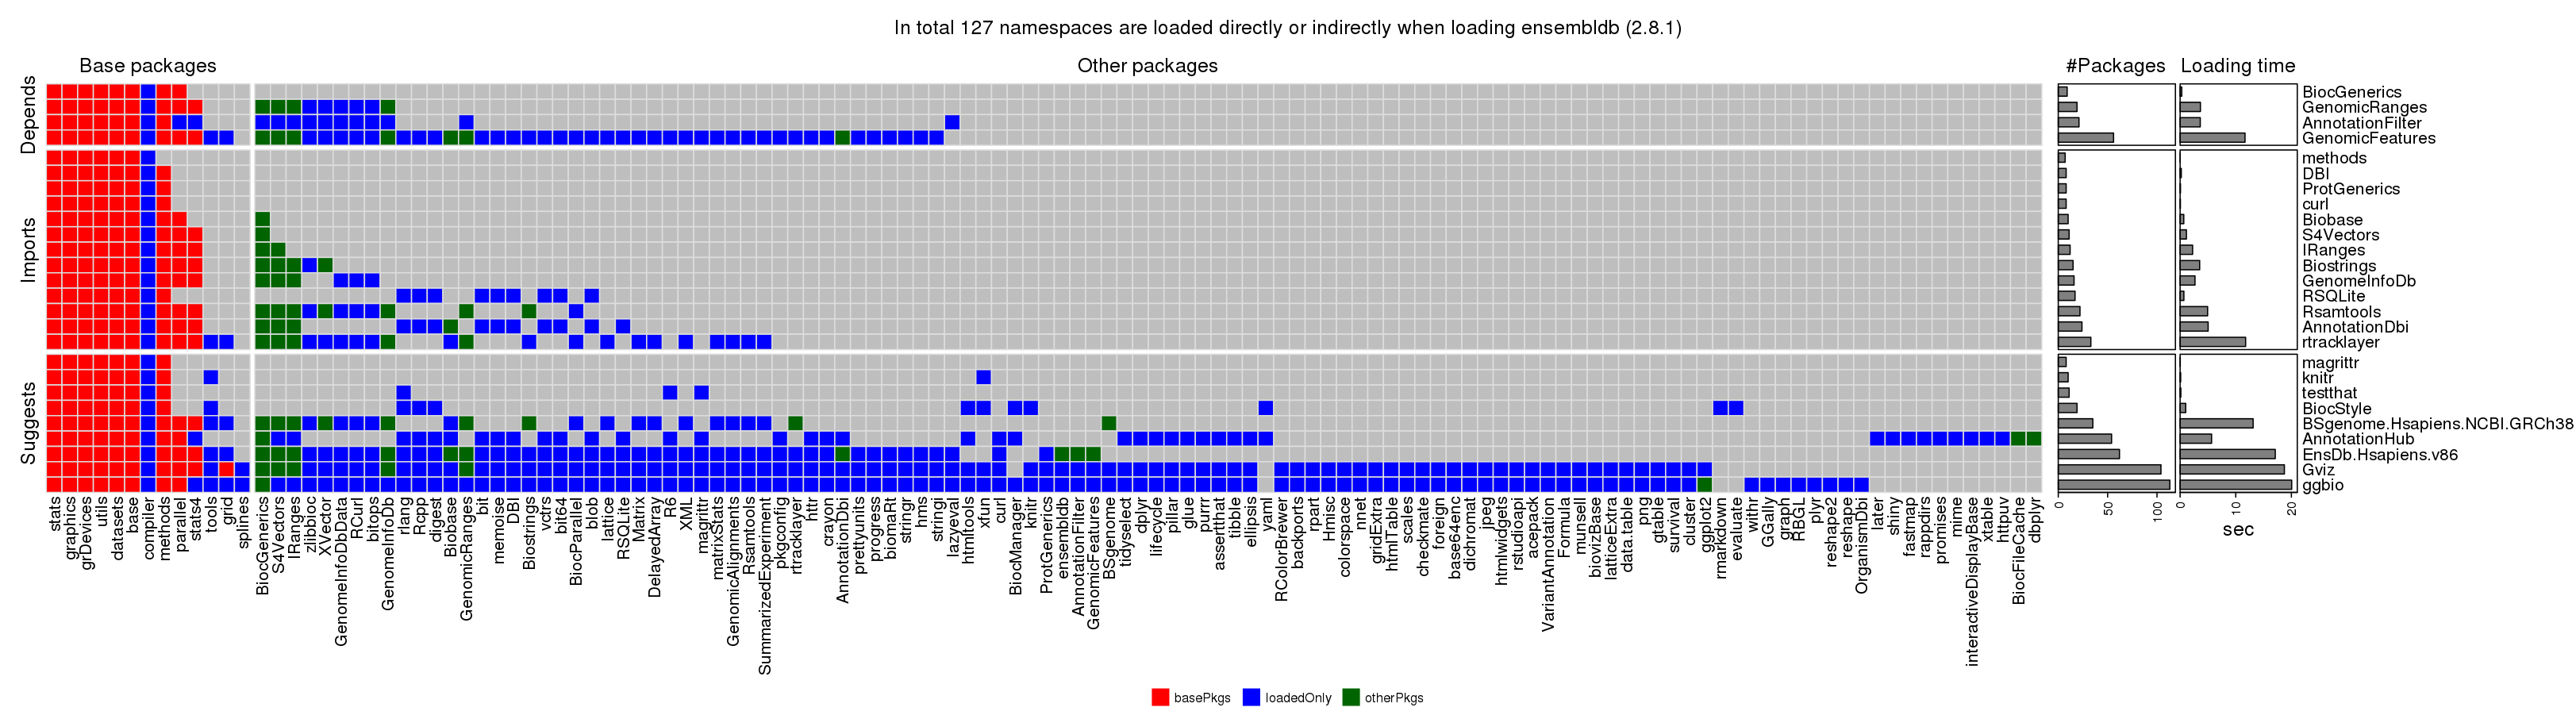 In total 127 namespaces are loaded directly or indirectly when loading ensembldb (2.8.1)
Base packages
Other packages
#Packages
Loading time
Depends
BiocGenerics
GenomicRanges
AnnotationFilter
GenomicFeatures
Imports
methods
DBI
ProtGenerics
curl
Biobase
S4Vectors
IRanges
Biostrings
GenomeInfoDb
RSQLite
Rsamtools
AnnotationDbi
rtracklayer
Suggests
magrittr
knitr
testthat
BiocStyle
BSgenome.Hsapiens.NCBI.GRCh38
AnnotationHub
EnsDb.Hsapiens.v86
Gviz
ggbio
stats
graphics
grDevices
utils
datasets
base
compiler
methods
parallel
stats4
tools
grid
splines
BiocGenerics
S4Vectors
IRanges
zlibbioc
XVector
GenomeInfoDbData
RCurl
bitops
GenomeInfoDb
rlang
Rcpp
digest
Biobase
GenomicRanges
bit
memoise
DBI
Biostrings
vctrs
bit64
BiocParallel
blob
lattice
RSQLite
Matrix
DelayedArray
R6
XML
magrittr
matrixStats
GenomicAlignments
Rsamtools
SummarizedExperiment
pkgconfig
rtracklayer
httr
crayon
AnnotationDbi
prettyunits
progress
biomaRt
stringr
hms
stringi
lazyeval
htmltools
xfun
curl
BiocManager
knitr
ProtGenerics
ensembldb
AnnotationFilter
GenomicFeatures
BSgenome
tidyselect
dplyr
lifecycle
pillar
glue
purrr
assertthat
tibble
ellipsis
yaml
RColorBrewer
backports
rpart
Hmisc
colorspace
nnet
gridExtra
htmlTable
scales
checkmate
foreign
base64enc
dichromat
jpeg
htmlwidgets
rstudioapi
acepack
VariantAnnotation
Formula
munsell
biovizBase
latticeExtra
data.table
png
gtable
survival
cluster
ggplot2
rmarkdown
evaluate
withr
GGally
graph
RBGL
plyr
reshape2
reshape
OrganismDbi
later
shiny
fastmap
rappdirs
promises
mime
interactiveDisplayBase
xtable
httpuv
BiocFileCache
dbplyr
0
50
100
0
10
20
sec
basePkgs
loadedOnly
otherPkgs